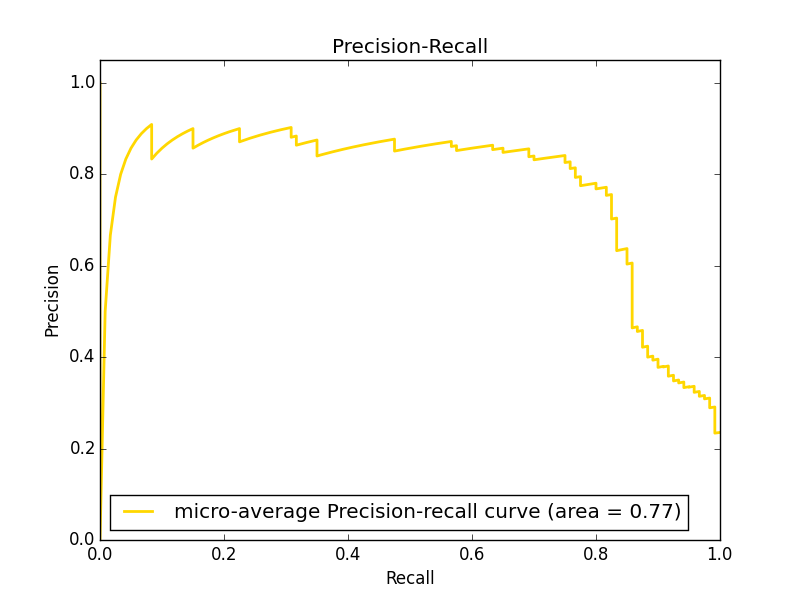 Precision-Recall
1.0
0.8
0.6
0.4
0.2
0.0
Precision
micro-average Precision-recall curve (area = 0.77)
0.0 0.2 0.4 0.6 0.8 1.0
Recall